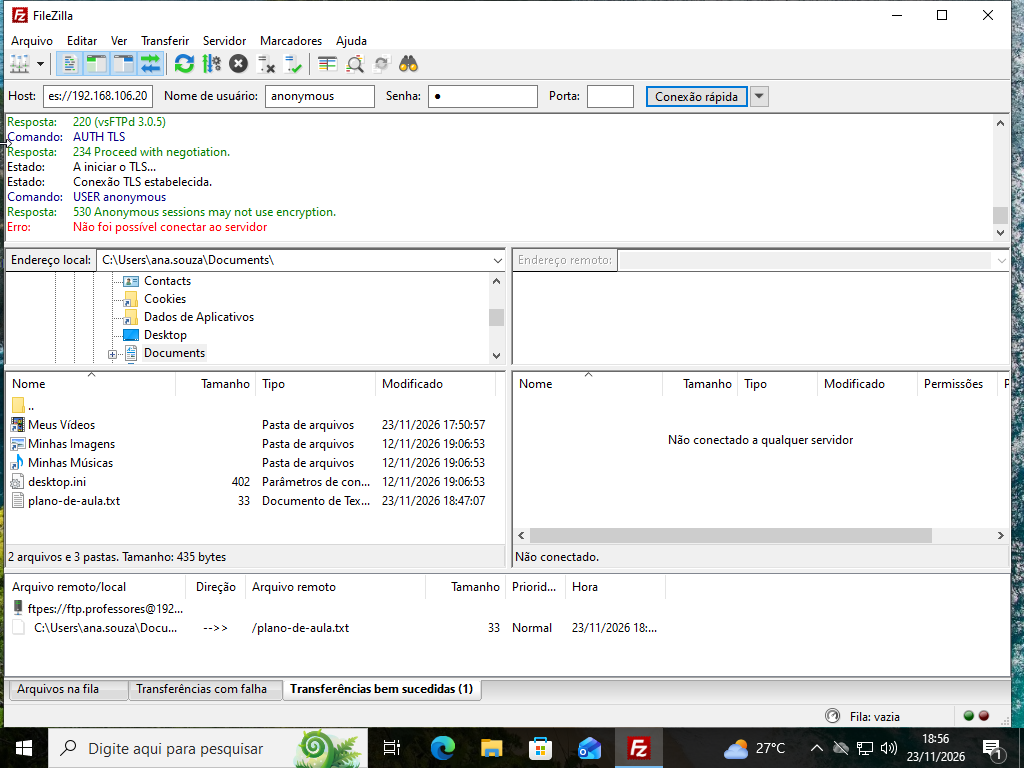 FileZilla
Arquivo Editar Ver Transferir Servidor Marcadores Ajuda
Host: es://192.168.106.20 Nome de usuário: anonymous Senha: ● Porta: Conexão rápida
Resposta: 220 (vsFTPd 3.0.5)
Comando: AUTH TLS
Resposta: 234 Proceed with negotiation.
Estado: A iniciar o TLS...
Estado: Conexão TLS estabelecida.
Comando: USER anonymous
Resposta: 530 Anonymous sessions may not use encryption.
Erro: Não foi possível conectar ao servidor
Endereço local: C:\Users\ana.souza\Documents\
Endereço remoto:
Contacts
Cookies
Dados de Aplicativos
Desktop
Documents
Nome Tamanho Tipo Modificado
..
Meus Vídeos Pasta de arquivos 23/11/2026 17:50:57
Minhas Imagens Pasta de arquivos 12/11/2026 19:06:53
Minhas Músicas Pasta de arquivos 12/11/2026 19:06:53
desktop.ini 402 Parâmetros de con... 12/11/2026 19:06:53
plano-de-aula.txt 33 Documento de Tex... 23/11/2026 18:47:07
2 arquivos e 3 pastas. Tamanho: 435 bytes
Nome Tamanho Tipo Modificado Permissões P
Não conectado a qualquer servidor
Não conectado.
Arquivo remoto/local Direção Arquivo remoto Tamanho Priorid... Hora
ftpes://ftp.professores@192...
C:\Users\ana.souza\Docu... -->> /plano-de-aula.txt 33 Normal 23/11/2026 18:...
Arquivos na fila Transferências com falha Transferências bem sucedidas (1)
Fila: vazia
Digite aqui para pesquisar
27°C
18:56
23/11/2026
1